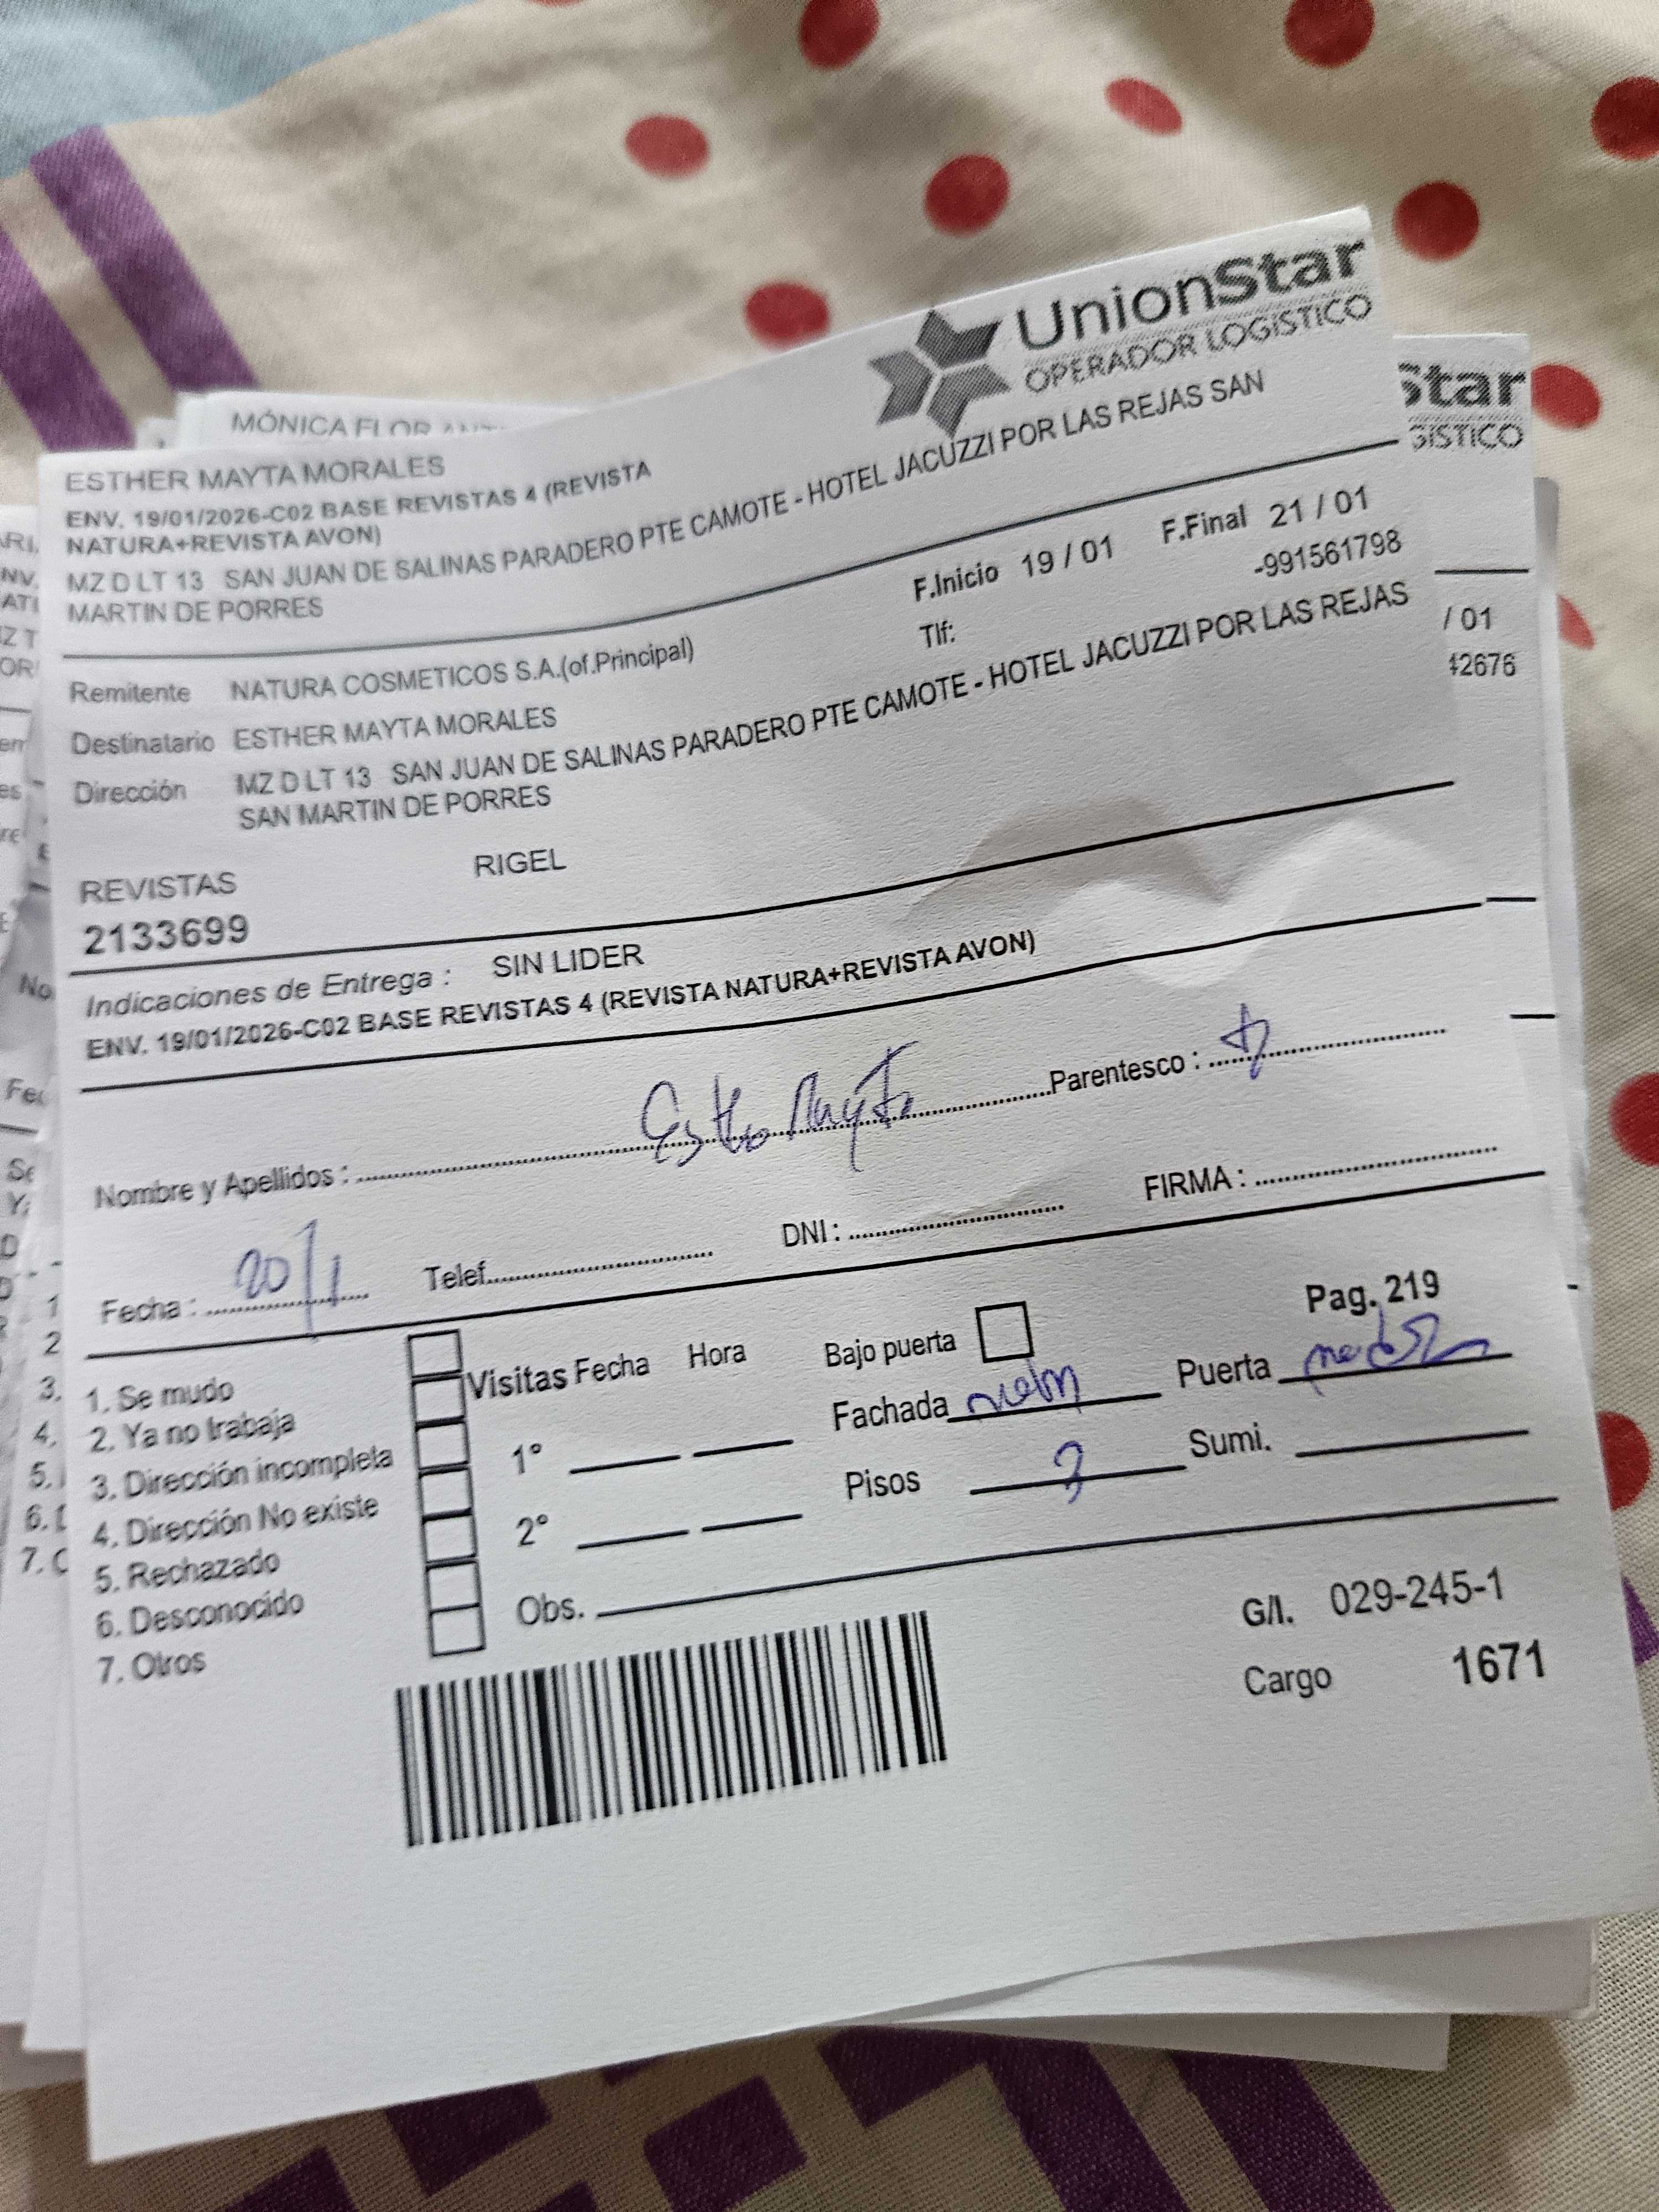 MÓNICA FLOR
UnionStar
OPERADOR LOGISTICO
Star
GISTICO
ESTHER MAYTA MORALES
ENV. 19/01/2026-C02 BASE REVISTAS 4 (REVISTA
NATURA+REVISTA AVON)
MZ D LT 13 SAN JUAN DE SALINAS PARADERO PTE CAMOTE - HOTEL JACUZZI POR LAS REJAS SAN
MARTIN DE PORRES
F.Inicio 19 / 01 F.Final 21 / 01
Remitente NATURA COSMETICOS S.A.(of.Principal) Tlf: -991561798
/ 01
Destinatario ESTHER MAYTA MORALES
42676
Dirección MZ D LT 13 SAN JUAN DE SALINAS PARADERO PTE CAMOTE - HOTEL JACUZZI POR LAS REJAS
SAN MARTIN DE PORRES
REVISTAS RIGEL
2133699
Indicaciones de Entrega : SIN LIDER
ENV. 19/01/2026-C02 BASE REVISTAS 4 (REVISTA NATURA+REVISTA AVON)
Nombre y Apellidos : Esther Mayta Parentesco :
Fecha : 20/1 Telef. DNI : FIRMA :
Pag. 219
1. Se mudo
2. Ya no trabaja
3. Dirección incompleta
4. Dirección No existe
5. Rechazado
6. Desconocido
7. Otros
Visitas Fecha Hora
1°
2°
Obs.
Bajo puerta
Fachada Puerta
Pisos 3 Sumi.
G/I. 029-245-1
Cargo 1671